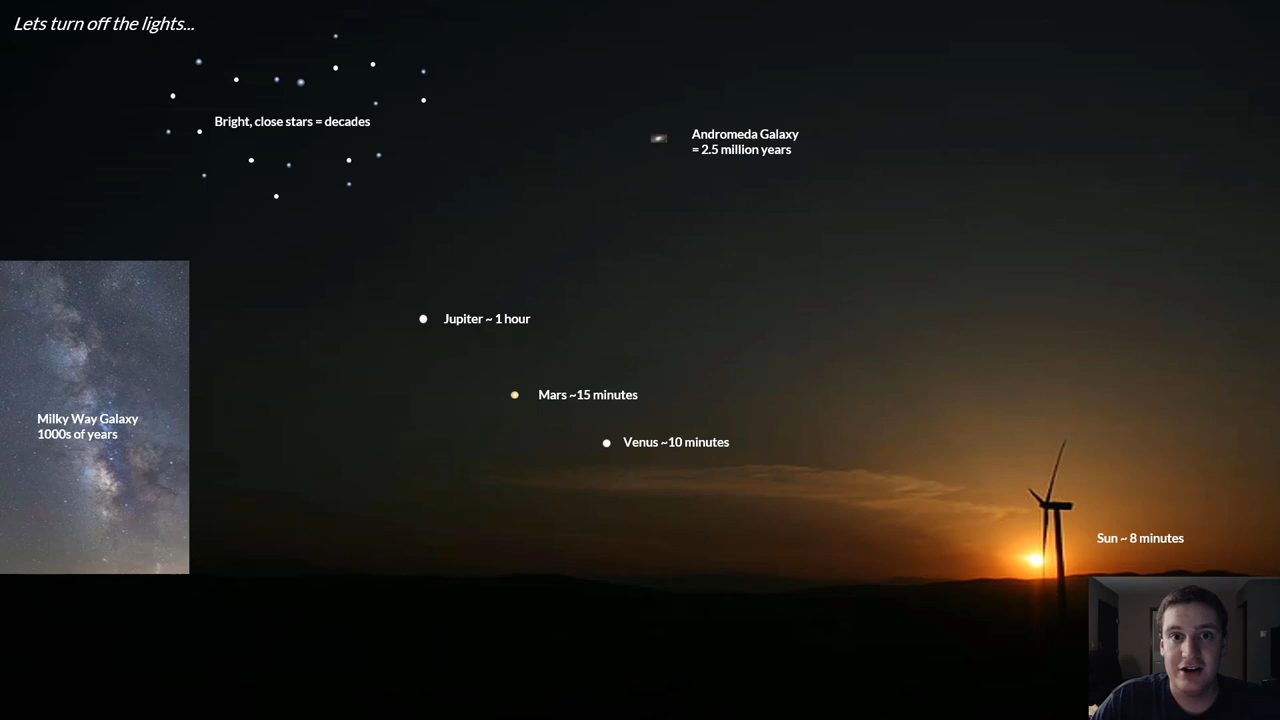 Lets turn off the lights...
Bright, close stars = decades
Andromeda Galaxy
= 2.5 million years
Jupiter ~ 1 hour
Mars ~15 minutes
Milky Way Galaxy
1000s of years
Venus ~10 minutes
Sun ~ 8 minutes